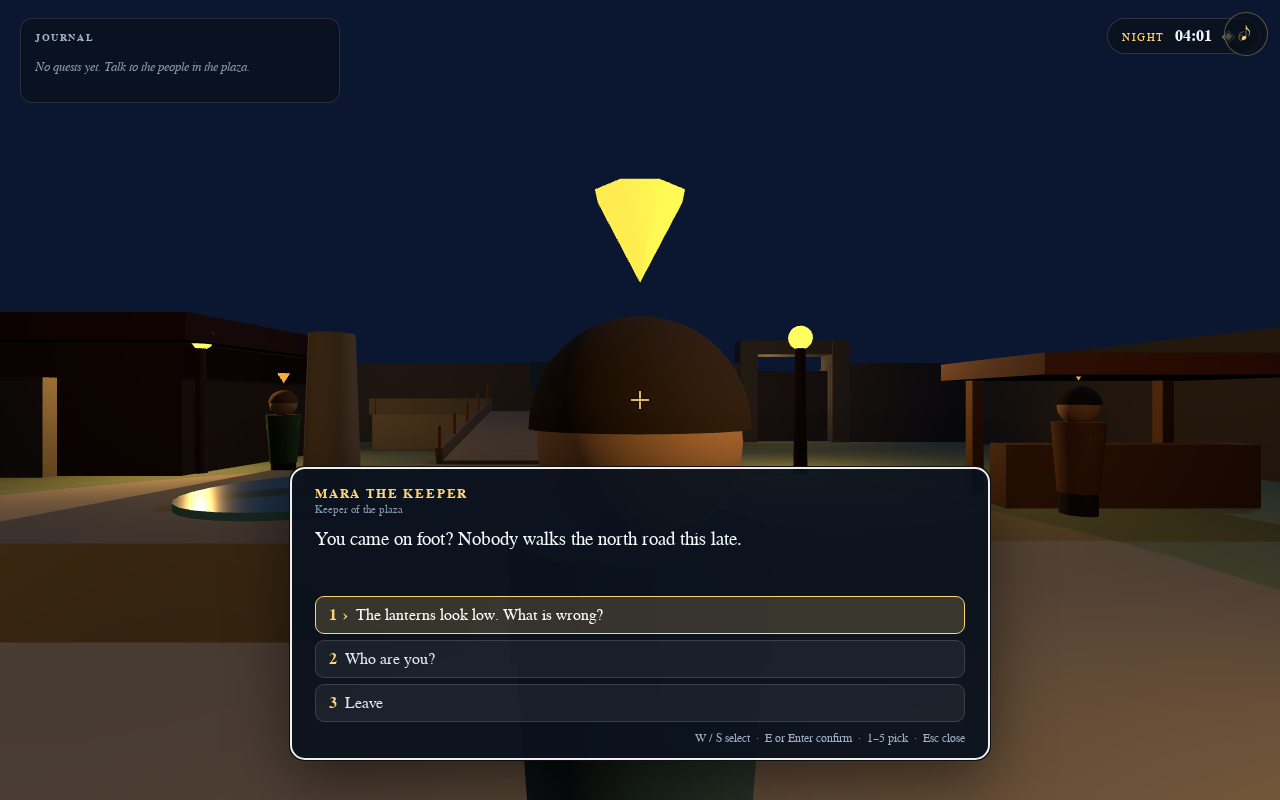 JOURNAL
No quests yet. Talk to the people in the plaza.
NIGHT 04:01
MARA THE KEEPER
Keeper of the plaza
You came on foot? Nobody walks the north road this late.
1 › The lanterns look low. What is wrong?
2 Who are you?
3 Leave
W / S select · E or Enter confirm · 1–5 pick · Esc close